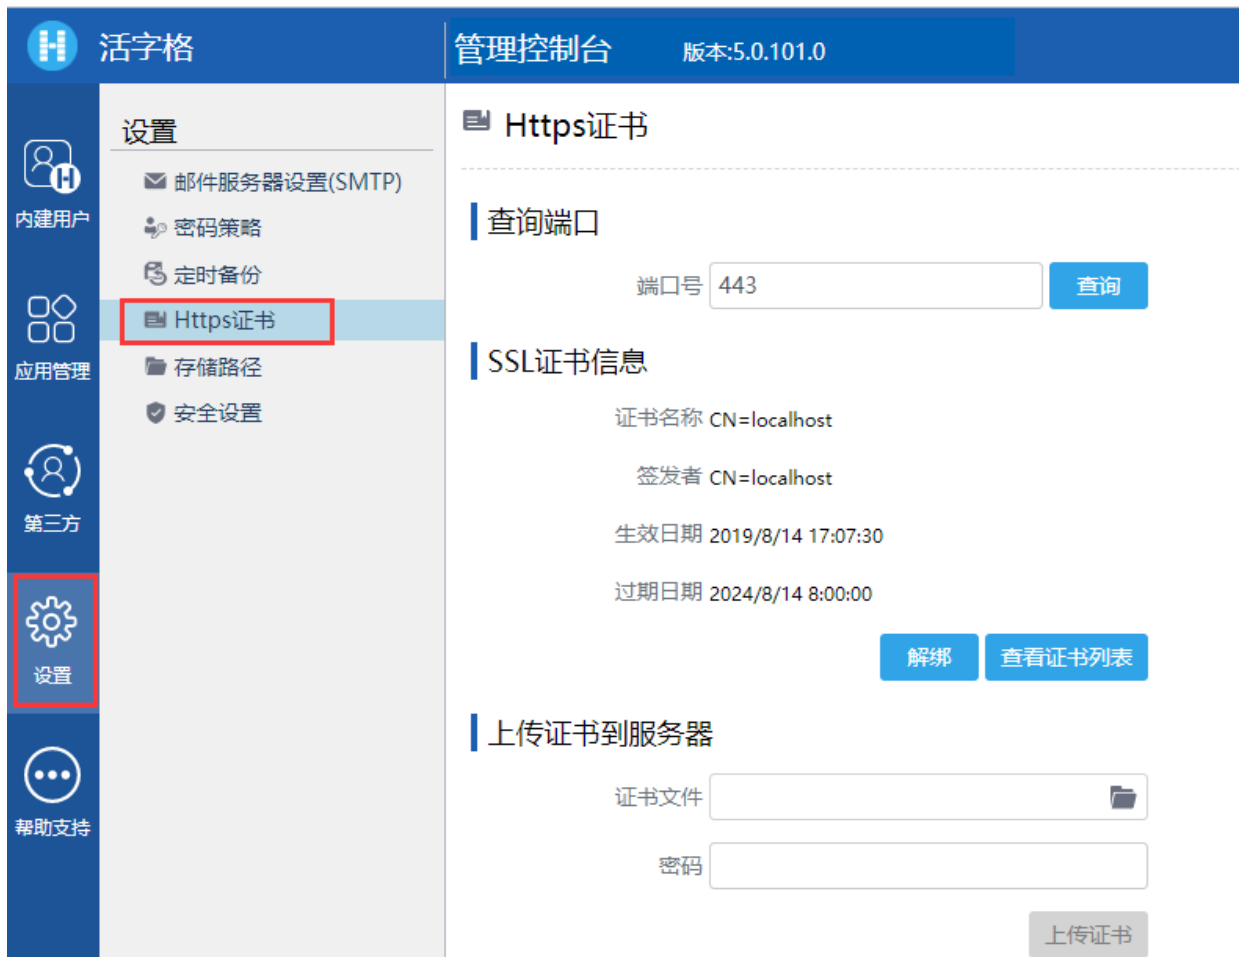 活字格
管理控制台 版本:5.0.101.0
内建用户
应用管理
第三方
设置
帮助支持
设置
邮件服务器设置(SMTP)
密码策略
定时备份
Https证书
存储路径
安全设置
Https证书
查询端口
端口号 443 查询
SSL证书信息
证书名称 CN=localhost
签发者 CN=localhost
生效日期 2019/8/14 17:07:30
过期日期 2024/8/14 8:00:00
解绑 查看证书列表
上传证书到服务器
证书文件
密码
上传证书